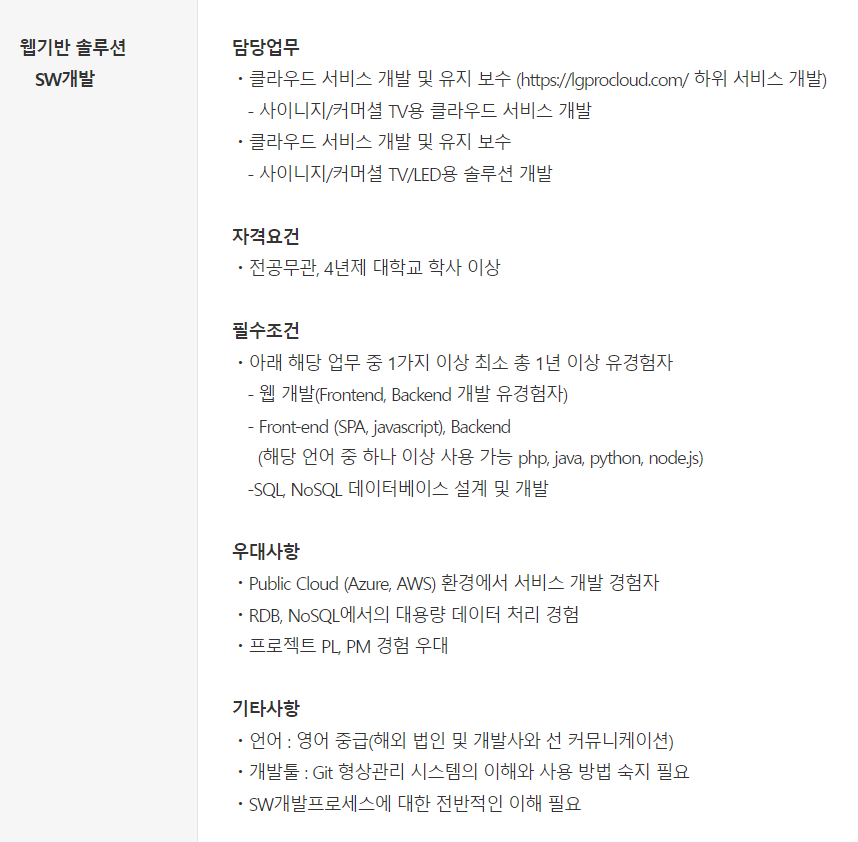 웹기반 솔루션
SW개발
담당업무
・클라우드 서비스 개발 및 유지 보수 (https://lgprocloud.com/ 하위 서비스 개발)
- 사이니지/커머셜 TV용 클라우드 서비스 개발
・클라우드 서비스 개발 및 유지 보수
- 사이니지/커머셜 TV/LED용 솔루션 개발
자격요건
・전공무관, 4년제 대학교 학사 이상
필수조건
・아래 해당 업무 중 1가지 이상 최소 총 1년 이상 유경험자
- 웹 개발(Frontend, Backend 개발 유경험자)
- Front-end (SPA, javascript), Backend
(해당 언어 중 하나 이상 사용 가능 php, java, python, node.js)
-SQL, NoSQL 데이터베이스 설계 및 개발
우대사항
・Public Cloud (Azure, AWS) 환경에서 서비스 개발 경험자
・RDB, NoSQL에서의 대용량 데이터 처리 경험
・프로젝트 PL, PM 경험 우대
기타사항
・언어 : 영어 중급(해외 법인 및 개발사와 선 커뮤니케이션)
・개발툴 : Git 형상관리 시스템의 이해와 사용 방법 숙지 필요
・SW개발프로세스에 대한 전반적인 이해 필요